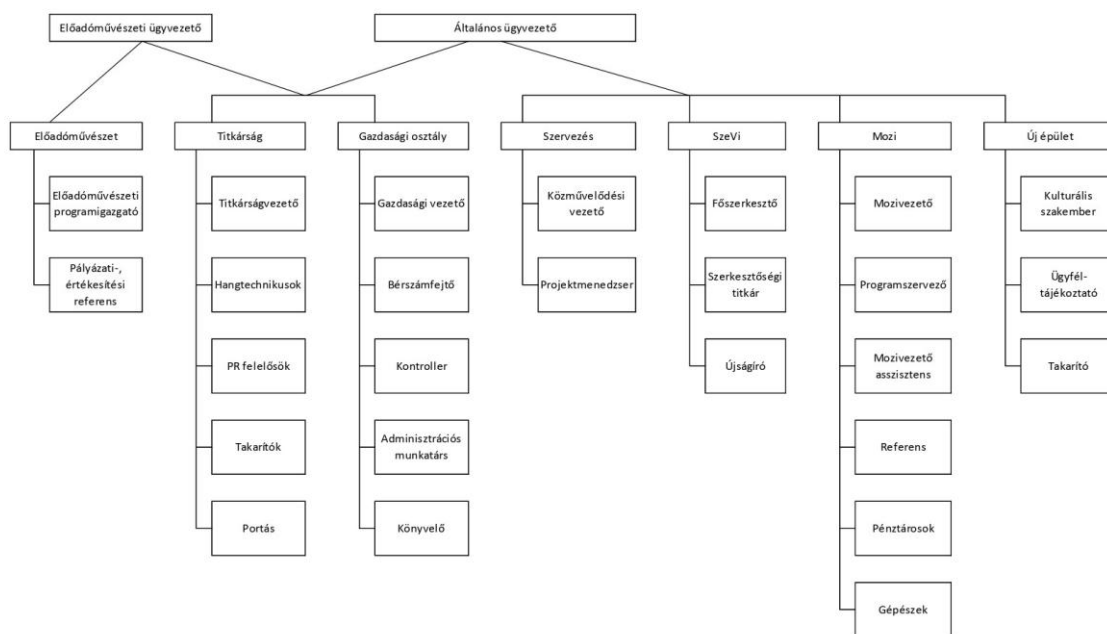 Előadóművészeti ügyvezető
Általános ügyvezető
Előadóművészet
Titkárság
Gazdasági osztály
Szervezés
SzeVi
Mozi
Új épület
Előadóművészeti
programigazgató
Titkárságvezető
Gazdasági vezető
Közművelődési
vezető
Főszerkesztő
Mozivezető
Kulturális
szakember
Pályázati-,
értékesítési
referens
Hangtechnikusok
Bérszámfejtő
Projektmenedzser
Szerkesztőségi
titkár
Programszervező
Ügyfél-
tájékoztató
PR felelősök
Kontroller
Újságíró
Mozivezető
asszisztens
Takarító
Takarítók
Adminisztrációs
munkatárs
Referens
Portás
Könyvelő
Pénztárosok
Gépészek